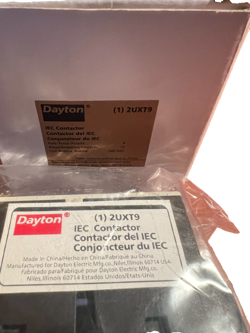 Dayton® (1) 2UXT9
IEC Contactor
Contactor del IEC
Conjoncteur du IEC
Dayton® (1) 2UXT9
IEC Contactor
Contactor del IEC
Conjoncteur du IEC
Made in China/Hecho en China/Fabriqué au China.
Manufactured for Dayton Electric Mfg.co.,Niles,Illinois 60714 U.S.A.
Fabricado para/Fabriqué pour Dayton Electric Mfg.Co.,
Niles,Illinois 60714 Estados Unidos/Etats-Unis